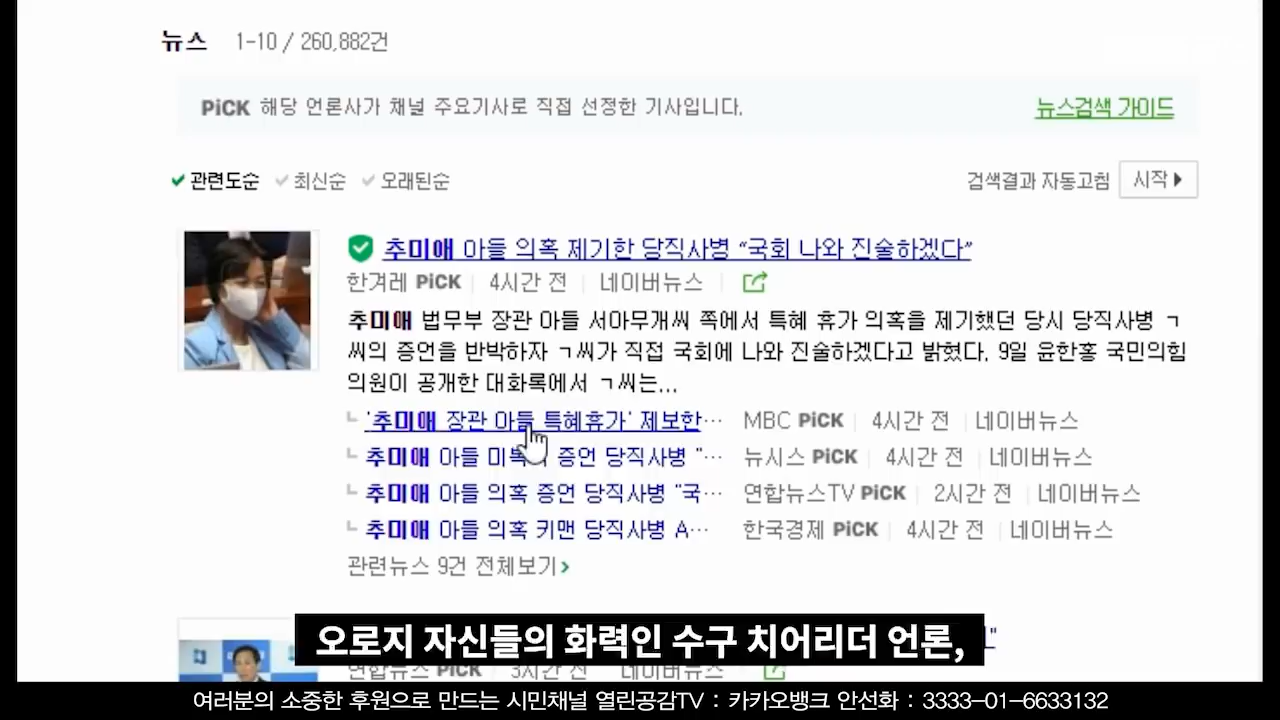 뉴스 1-10 / 260,882건
PiCK 해당 언론사가 채널 주요기사로 직접 선정한 기사입니다. 뉴스검색 가이드
관련도순 최신순 오래된순 검색결과 자동고침 시작
추미애 아들 의혹 제기한 당직사병 “국회 나와 진술하겠다”
한겨레 PiCK 4시간 전 네이버뉴스
추미애 법무부 장관 아들 서아무개씨 쪽에서 특혜 휴가 의혹을 제기했던 당시 당직사병 ㄱ
씨의 증언을 반박하자 ㄱ씨가 직접 국회에 나와 진술하겠다고 밝혔다. 9일 윤한홍 국민의힘
의원이 공개한 대화록에서 ㄱ씨는...
'추미애 장관 아들 특혜휴가' 제보한… MBC PiCK 4시간 전 네이버뉴스
추미애 아들 증언 당직사병 "… 뉴시스 PiCK 4시간 전 네이버뉴스
추미애 아들 의혹 증언 당직사병 "국… 연합뉴스TV PiCK 2시간 전 네이버뉴스
추미애 아들 의혹 키맨 당직사병 A… 한국경제 PiCK 4시간 전 네이버뉴스
관련뉴스 9건 전체보기
오로지 자신들의 화력인 수구 치어리더 언론,
연합뉴스 PiCK 3시간 전 네이버뉴스
여러분의 소중한 후원으로 만드는 시민채널 열린공감TV : 카카오뱅크 안선화 : 3333-01-6633132